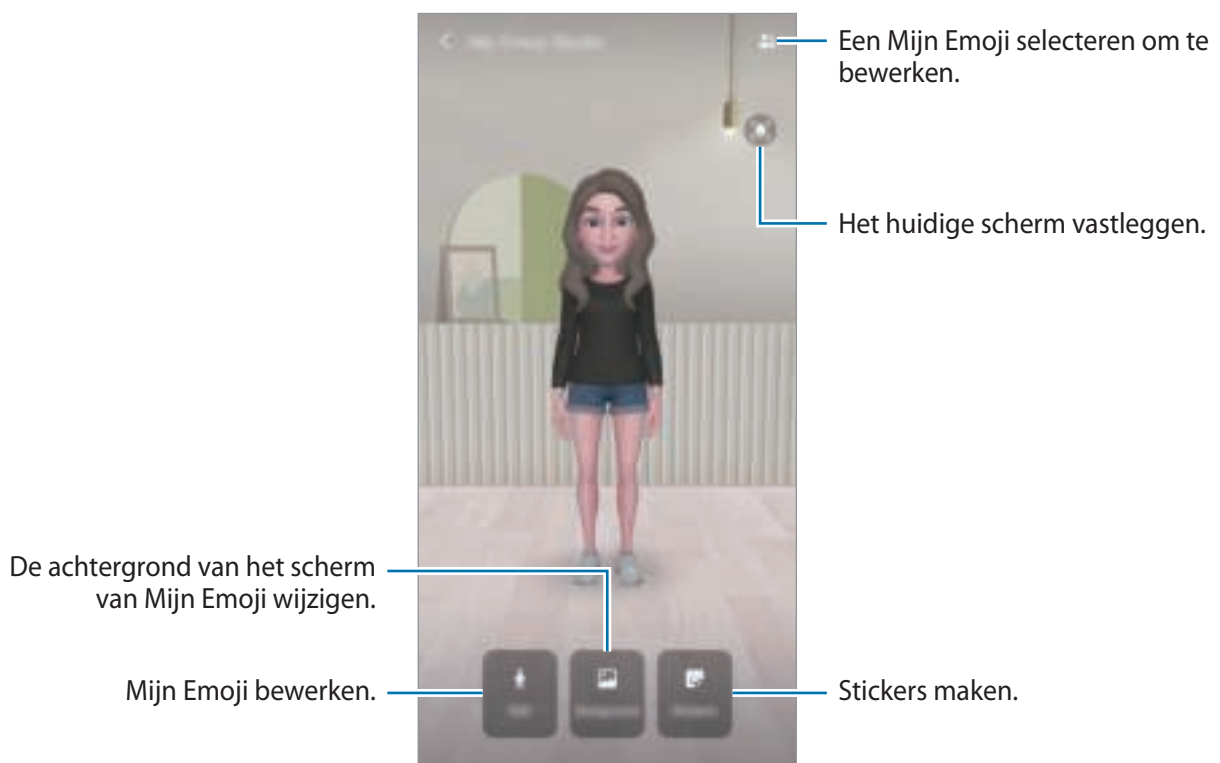 Een Mijn Emoji selecteren om te
bewerken.
Het huidige scherm vastleggen.
De achtergrond van het scherm
van Mijn Emoji wijzigen.
Mijn Emoji bewerken.
Stickers maken.